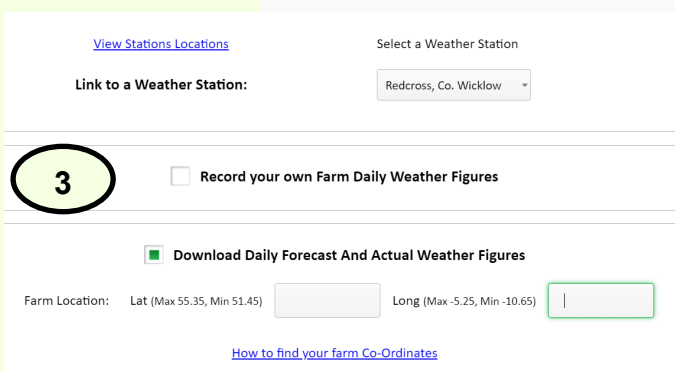 View Stations Locations Select a Weather Station
Link to a Weather Station: Redcross, Co. Wicklow
3 Record your own Farm Daily Weather Figures
Download Daily Forecast And Actual Weather Figures
Farm Location: Lat (Max 55.35, Min 51.45) Long (Max -5.25, Min -10.65)
How to find your farm Co-Ordinates